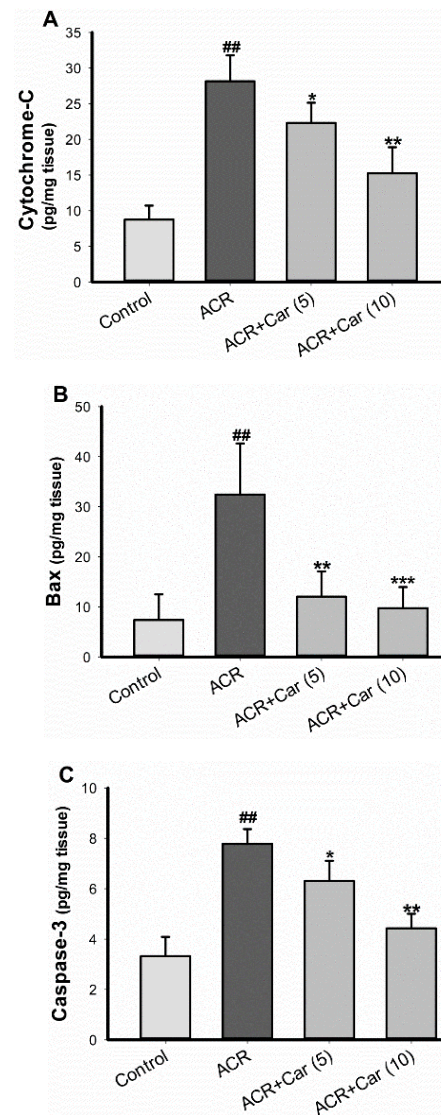 A
35
30
25
20
15
10
5
0
Cytochrome-C
(pg/mg tissue)
##
*
**
Control
ACR
ACR+Car (5)
ACR+Car (10)
B
50
40
30
20
10
0
Bax (pg/mg tissue)
##
**
***
Control
ACR
ACR+Car (5)
ACR+Car (10)
C
10
8
6
4
2
0
Caspase-3 (pg/mg tissue)
##
*
**
Control
ACR
ACR+Car (5)
ACR+Car (10)